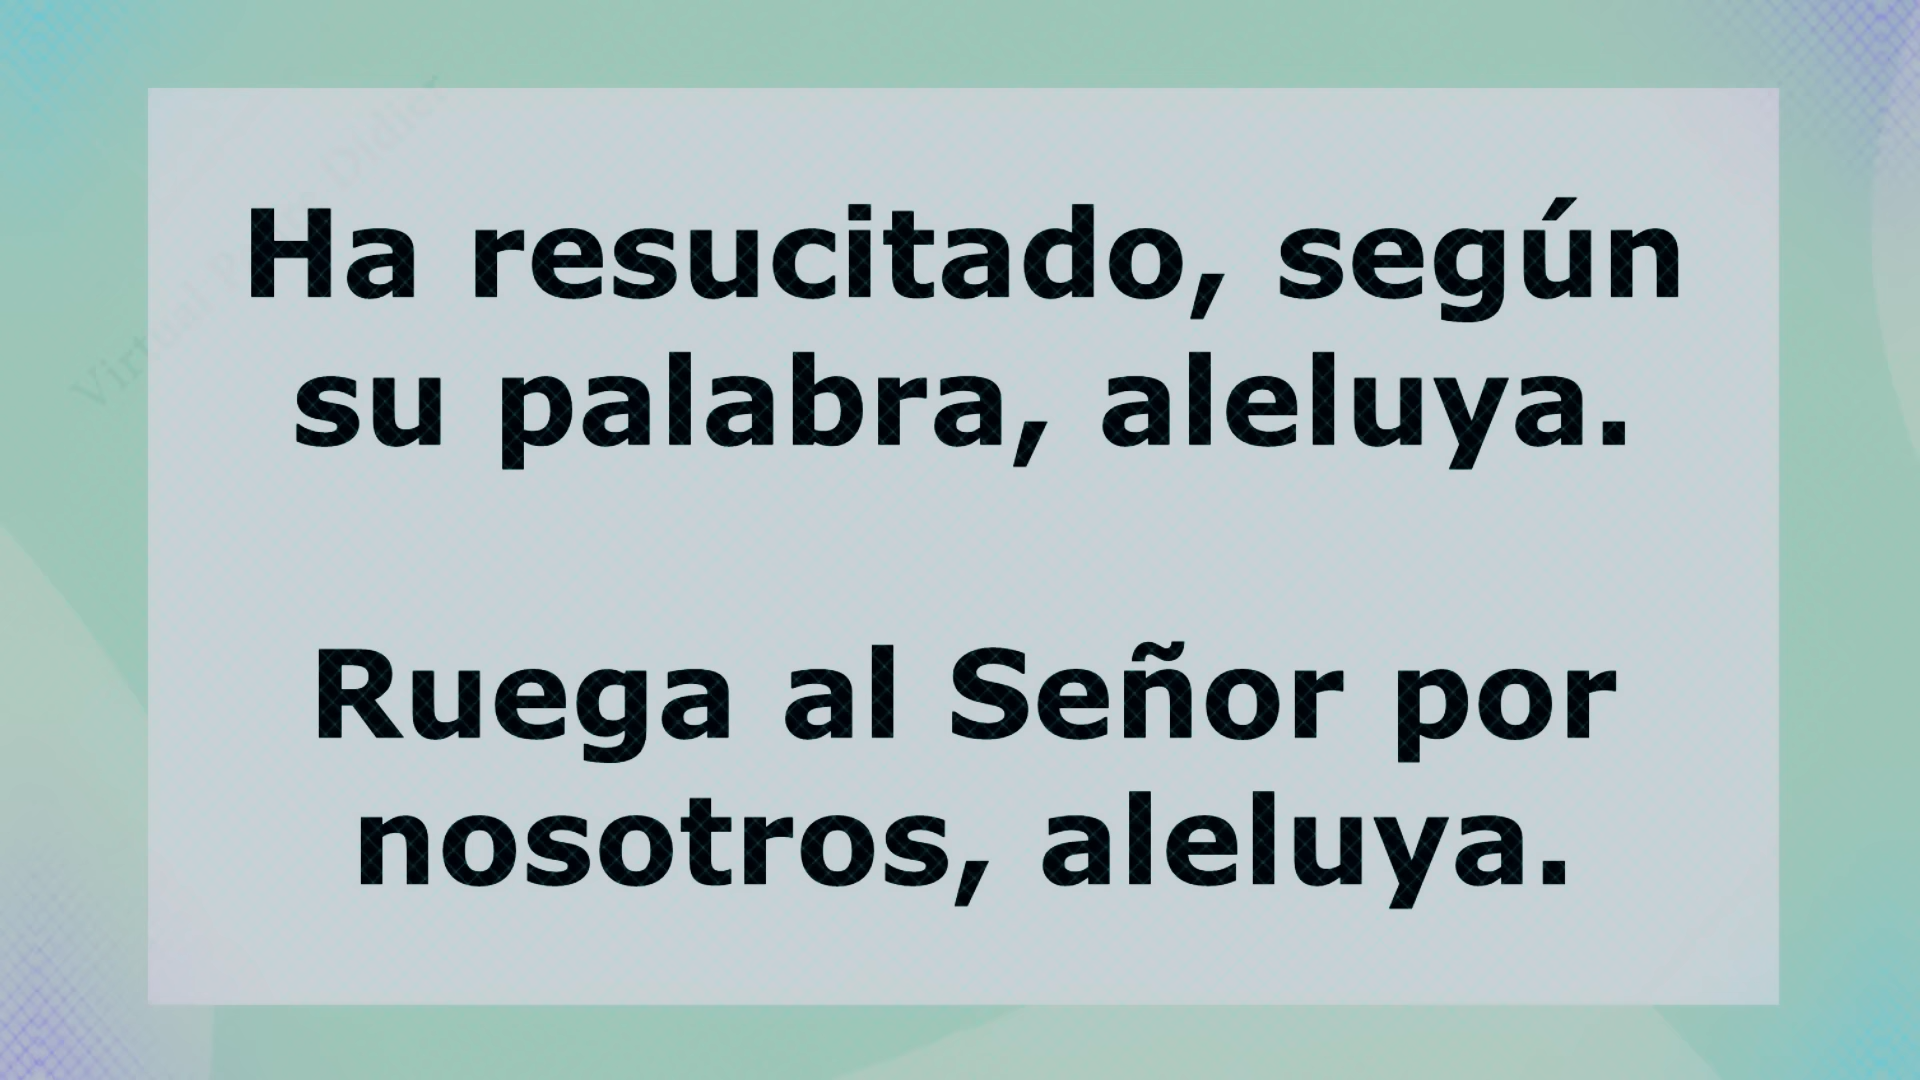 Ha resucitado, según
su palabra, aleluya.
Ruega al Señor por
nosotros, aleluya.